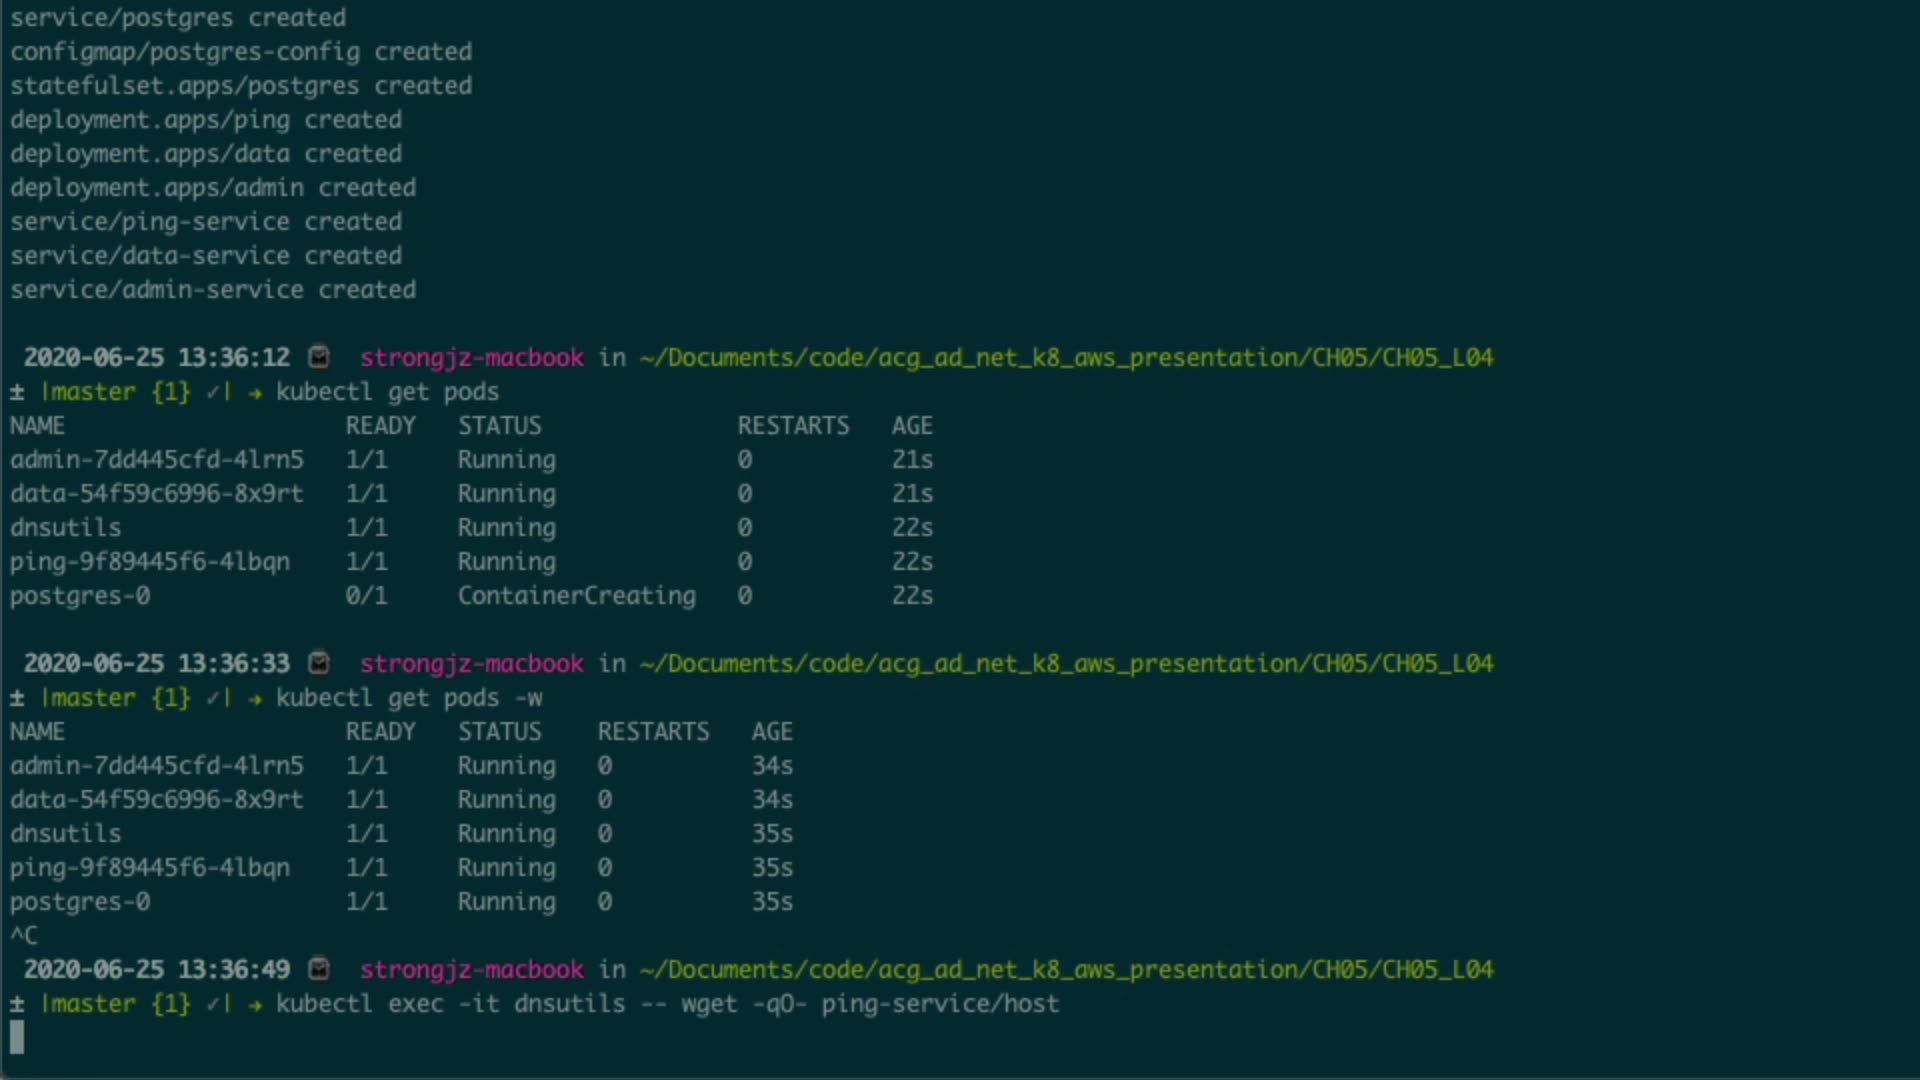 service/postgres created
configmap/postgres-config created
statefulset.apps/postgres created
deployment.apps/ping created
deployment.apps/data created
deployment.apps/admin created
service/ping-service created
service/data-service created
service/admin-service created
2020-06-25 13:36:12 strongjz-macbook in ~/Documents/code/acg_ad_net_k8_aws_presentation/CH05/CH05_L04
± |master {1} ✓| → kubectl get pods
NAME READY STATUS RESTARTS AGE
admin-7dd445cfd-4lrn5 1/1 Running 0 21s
data-54f59c6996-8x9rt 1/1 Running 0 21s
dnsutils 1/1 Running 0 22s
ping-9f89445f6-4lbqn 1/1 Running 0 22s
postgres-0 0/1 ContainerCreating 0 22s
2020-06-25 13:36:33 strongjz-macbook in ~/Documents/code/acg_ad_net_k8_aws_presentation/CH05/CH05_L04
± |master {1} ✓| → kubectl get pods -w
NAME READY STATUS RESTARTS AGE
admin-7dd445cfd-4lrn5 1/1 Running 0 34s
data-54f59c6996-8x9rt 1/1 Running 0 34s
dnsutils 1/1 Running 0 35s
ping-9f89445f6-4lbqn 1/1 Running 0 35s
postgres-0 1/1 Running 0 35s
^C
2020-06-25 13:36:49 strongjz-macbook in ~/Documents/code/acg_ad_net_k8_aws_presentation/CH05/CH05_L04
± |master {1} ✓| → kubectl exec -it dnsutils -- wget -qO- ping-service/host